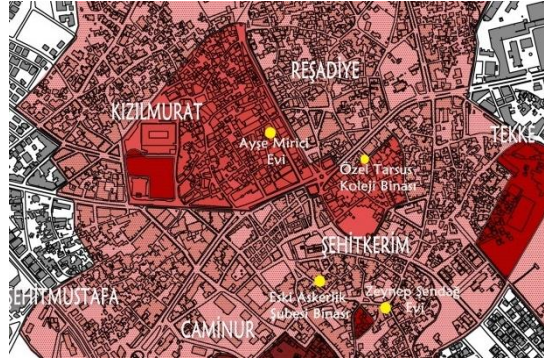 REŞADİYE
KIZILMURAT
TEKKE
Ayşe Mirici
Evi
Özel Tarsus
Koleji Binası
ŞEHİTKERİM
ŞEHİTMUSTAFA
Eski Askerlik
Şubesi Binası
Zeynep Şendağ
Evi
CAMİNUR